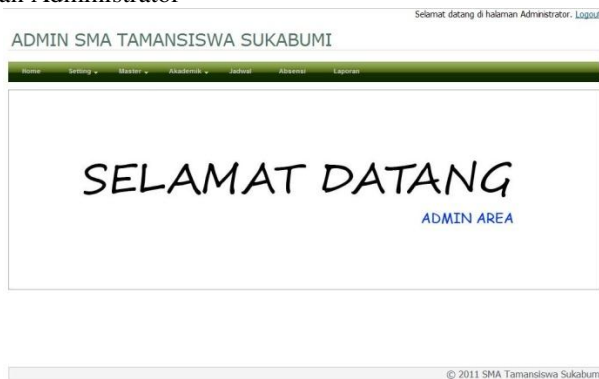 an Administrator
Selamat datang di halaman Administrator. Logout
ADMIN SMA TAMANSISWA SUKABUMI
Home Setting Master Akademik Jadwal Absensi Laporan
SELAMAT DATANG
ADMIN AREA
© 2011 SMA Tamansiswa Sukabumi